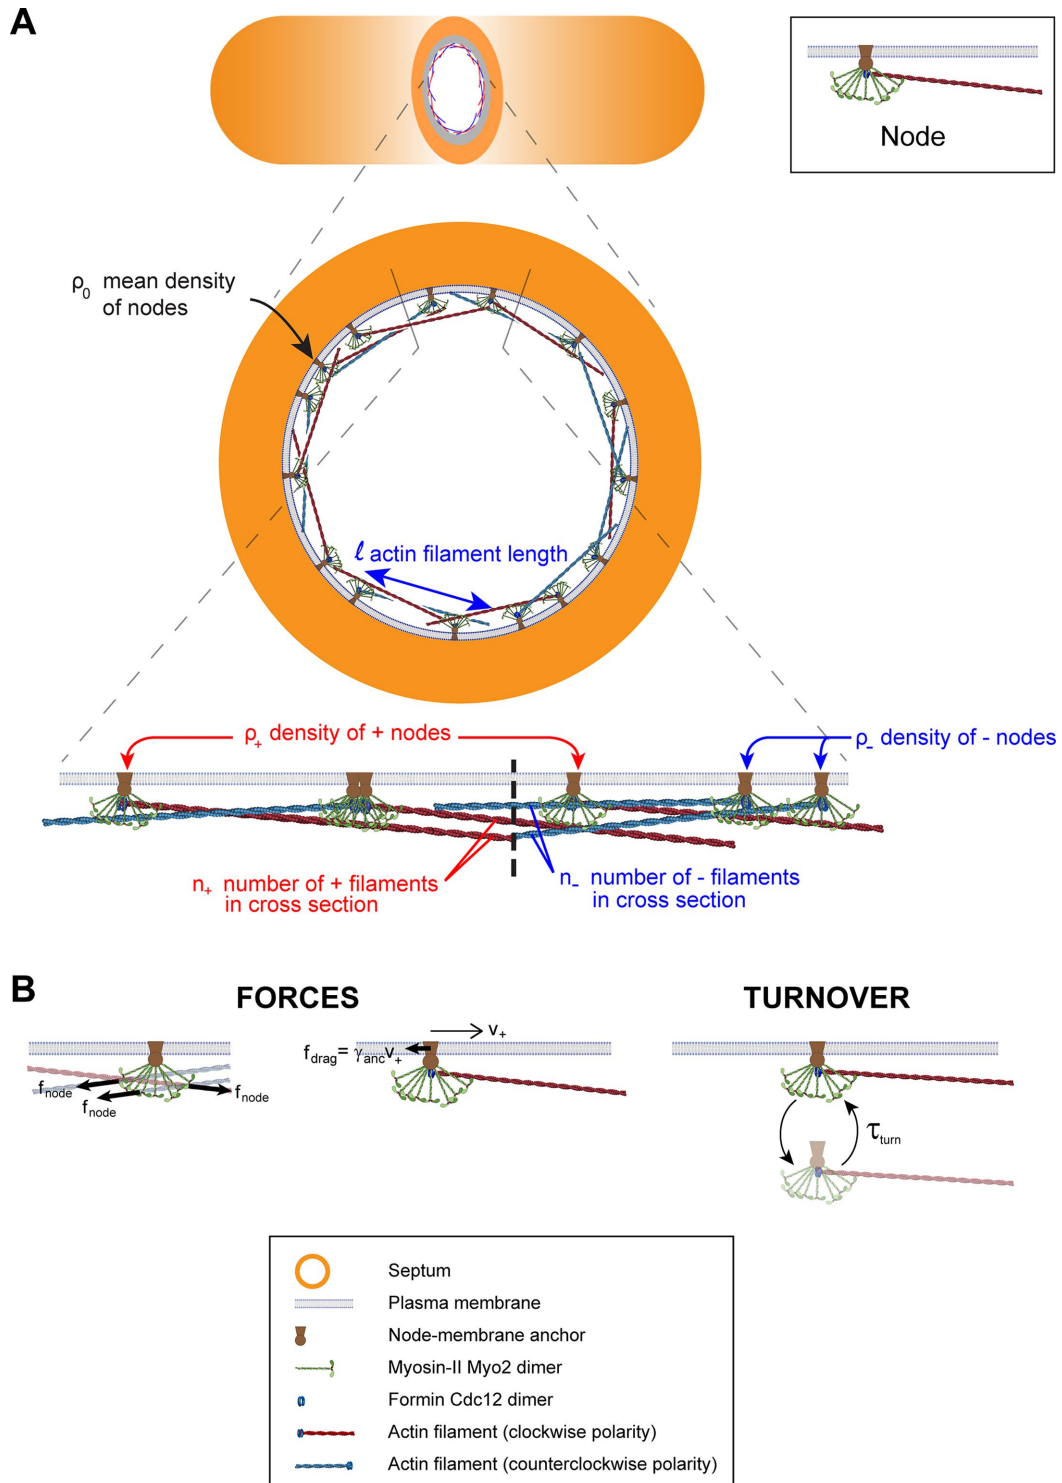 A
Node
ρ0 mean density
of nodes
ℓ actin filament length
ρ+ density of + nodes
ρ- density of - nodes
n+ number of + filaments
in cross section
n- number of - filaments
in cross section
B
FORCES
TURNOVER
fnode
fnode
fnode
fdrag= γancv+
v+
τturn
Septum
Plasma membrane
Node-membrane anchor
Myosin-II Myo2 dimer
Formin Cdc12 dimer
Actin filament (clockwise polarity)
Actin filament (counterclockwise polarity)